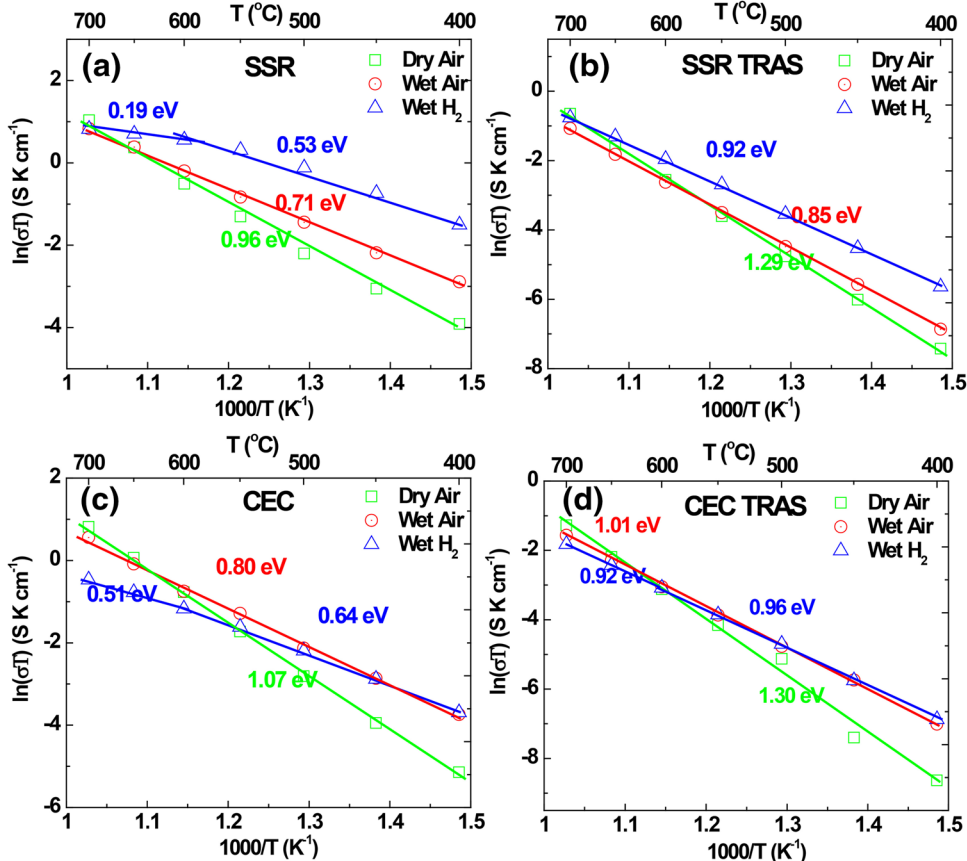 T (°C)
700 600 500 400
(a)
SSR
Dry Air
Wet Air
Wet H₂
0.19 eV
0.53 eV
0.71 eV
0.96 eV
ln(σT) (S K cm⁻¹)
2
0
-2
-4
1 1.1 1.2 1.3 1.4 1.5
1000/T (K⁻¹)
T (°C)
700 600 500 400
(b)
SSR TRAS
Dry Air
Wet Air
Wet H₂
0.92 eV
0.85 eV
1.29 eV
ln(σT) (S K cm⁻¹)
0
-2
-4
-6
-8
1 1.1 1.2 1.3 1.4 1.5
1000/T (K⁻¹)
T (°C)
700 600 500 400
(c)
CEC
Dry Air
Wet Air
Wet H₂
0.80 eV
0.51 eV
0.64 eV
1.07 eV
ln(σT) (S K cm⁻¹)
2
0
-2
-4
-6
1 1.1 1.2 1.3 1.4 1.5
1000/T (K⁻¹)
T (°C)
700 600 500 400
(d)
CEC TRAS
Dry Air
Wet Air
Wet H₂
1.01 eV
0.92 eV
0.96 eV
1.30 eV
ln(σT) (S K cm⁻¹)
0
-2
-4
-6
-8
1 1.1 1.2 1.3 1.4 1.5
1000/T (K⁻¹)